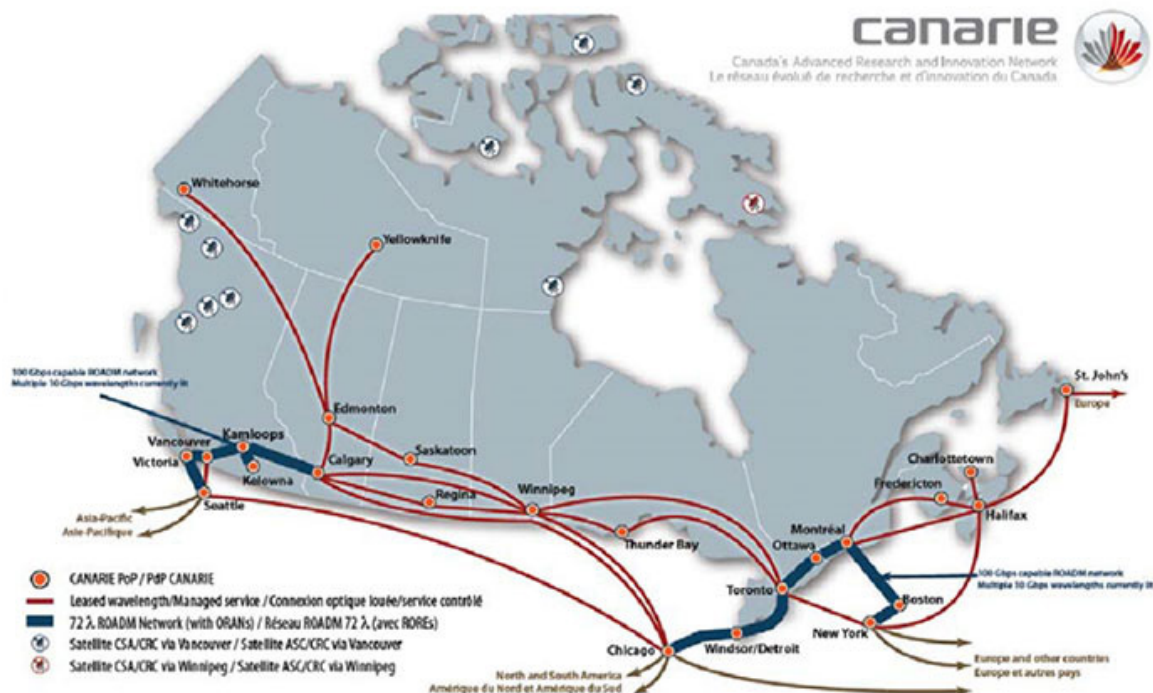 canarie
Canada's Advanced Research and Innovation Network
Le réseau évolué de recherche et d'innovation du Canada
Whitehorse
Yellowknife
100 Gbps capable ROADM network
Multiple 10 Gbps wavelengths currently lit
St. John's
Europe
Edmonton
Vancouver
Kamloops
Saskatoon
Charlottetown
Victoria
Calgary
Kelowna
Fredericton
Regina
Winnipeg
Seattle
Halifax
Asia-Pacific
Asie-Pacifique
Montréal
Thunder Bay
Ottawa
CANARIE PoP / PdP CANARIE
100 Gbps capable ROADM network
Multiple 10 Gbps wavelengths currently lit
Leased wavelength/Managed service / Connexion optique louée/service contrôlé
Toronto
Boston
72 λ ROADM Network (with ORANs) / Réseau ROADM 72 λ (avec ROREs)
New York
Satellite CSA/CRC via Vancouver / Satellite ASC/CRC via Vancouver
Chicago
Windsor/Detroit
Satellite CSA/CRC via Winnipeg / Satellite ASC/CRC via Winnipeg
Europe and other countries
Europe et autres pays
North and South America
Amérique du Nord et Amérique du Sud